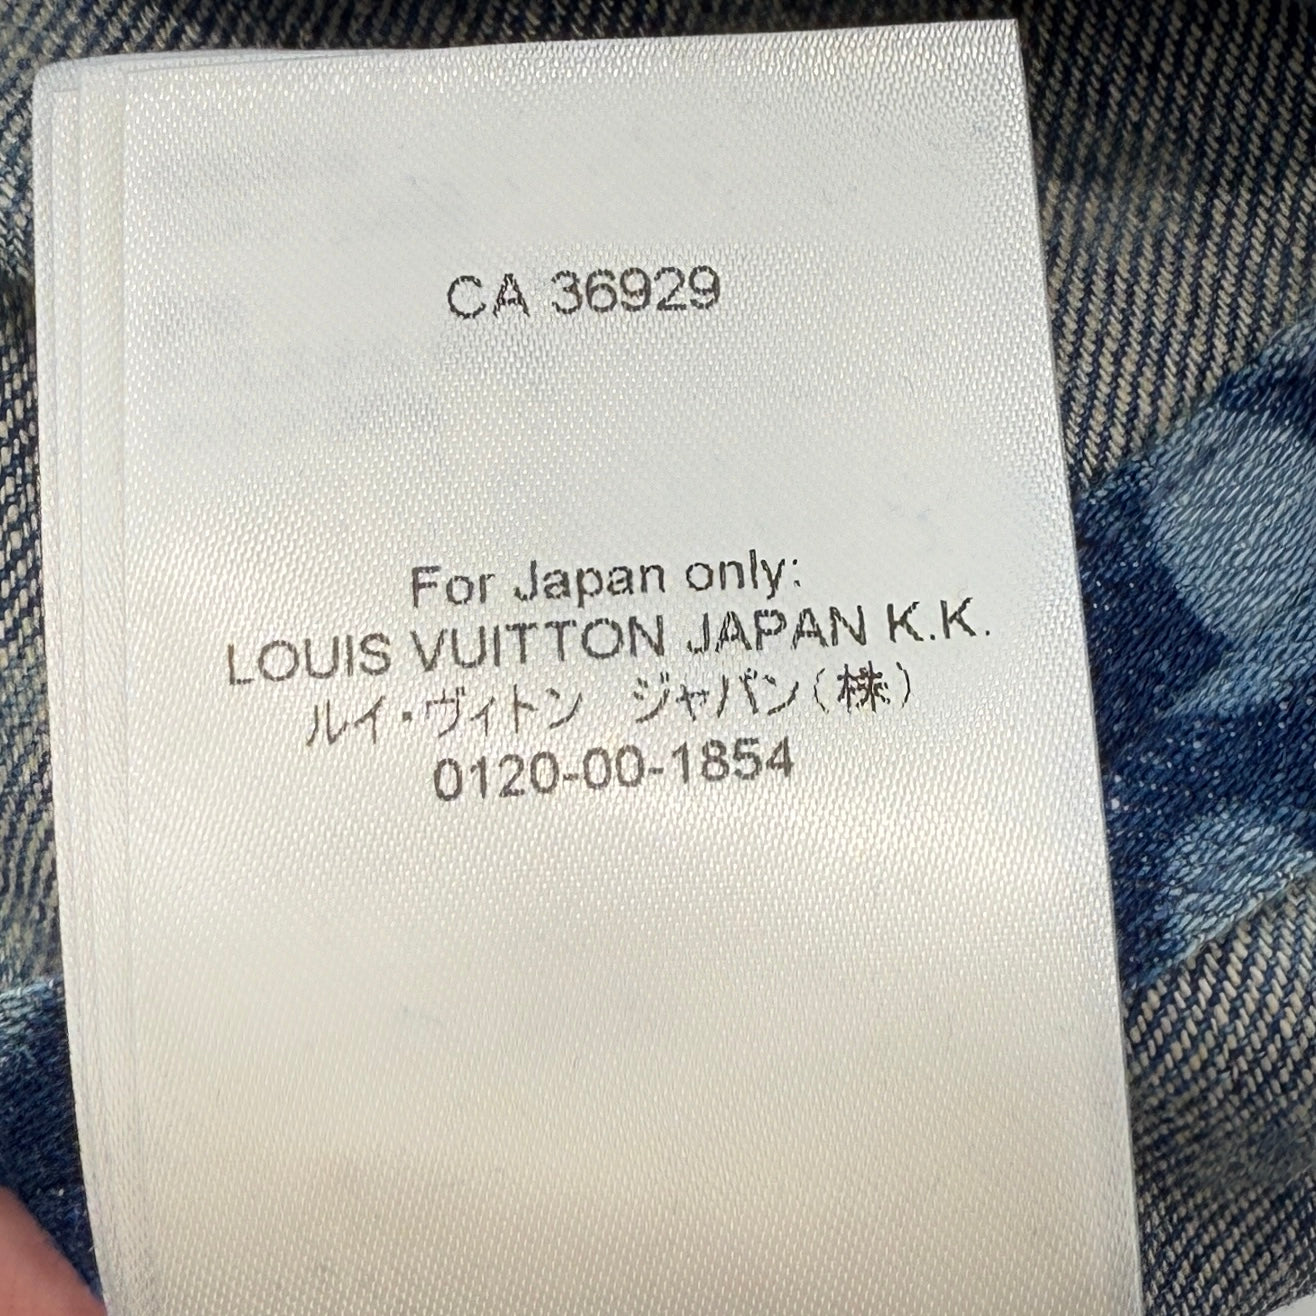 CA 36929
For Japan only:
LOUIS VUITTON JAPAN K.K.
ルイ・ヴィトン ジャパン(株)
0120-00-1854